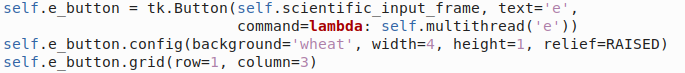 self.e_button = tk.Button(self.scientific_input_frame, text='e',
command=lambda: self.multithread('e'))
self.e_button.config(background='wheat', width=4, height=1, relief=RAISED)
self.e_button.grid(row=1, column=3)